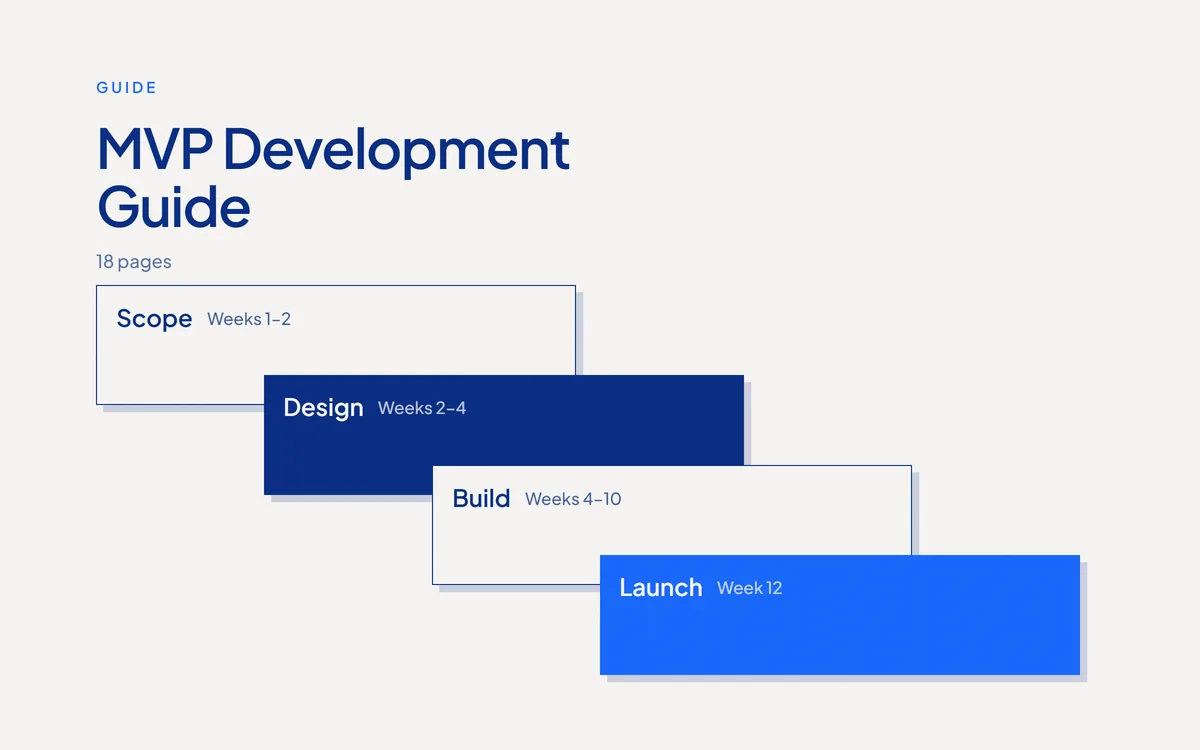 GUIDE
MVP Development
Guide
18 pages
Scope Weeks 1–2
Design Weeks 2–4
Build Weeks 4–10
Launch Week 12